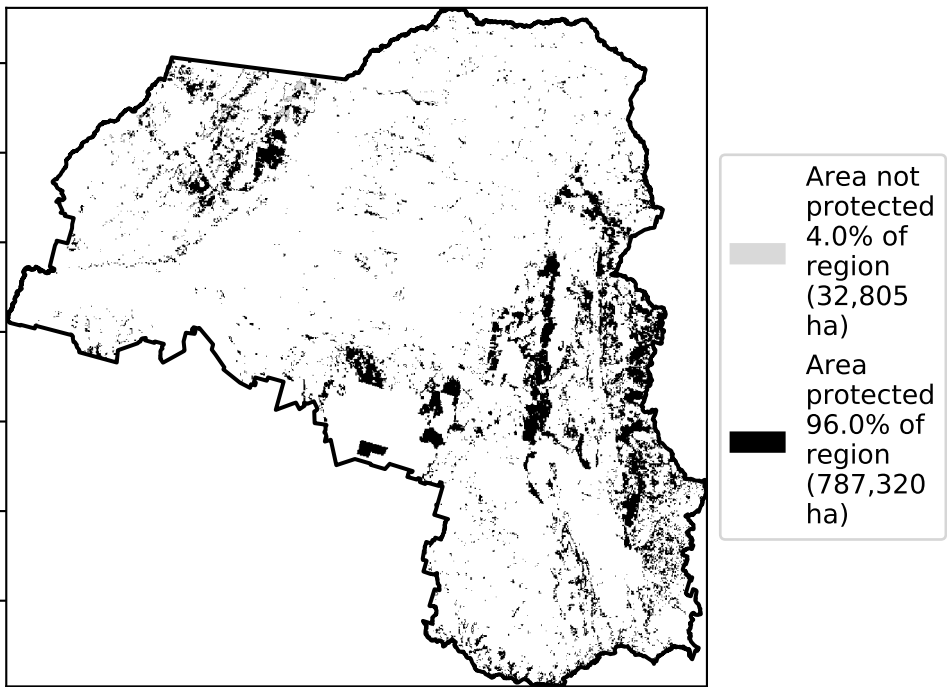 Area not
protected
4.0% of
region
(32,805
ha)
Area
protected
96.0% of
region
(787,320
ha)